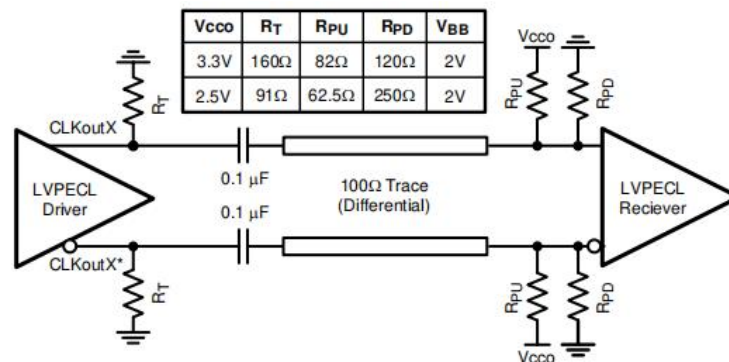 Vcco RT RPU RPD VBB
3.3V 160Ω 82Ω 120Ω 2V
2.5V 91Ω 62.5Ω 250Ω 2V
Vcco
RT
RPU
RPD
CLKoutX
LVPECL
Driver
0.1 µF
0.1 µF
100Ω Trace
(Differential)
LVPECL
Reciever
CLKoutX*
RT
RPU
RPD
Vcco